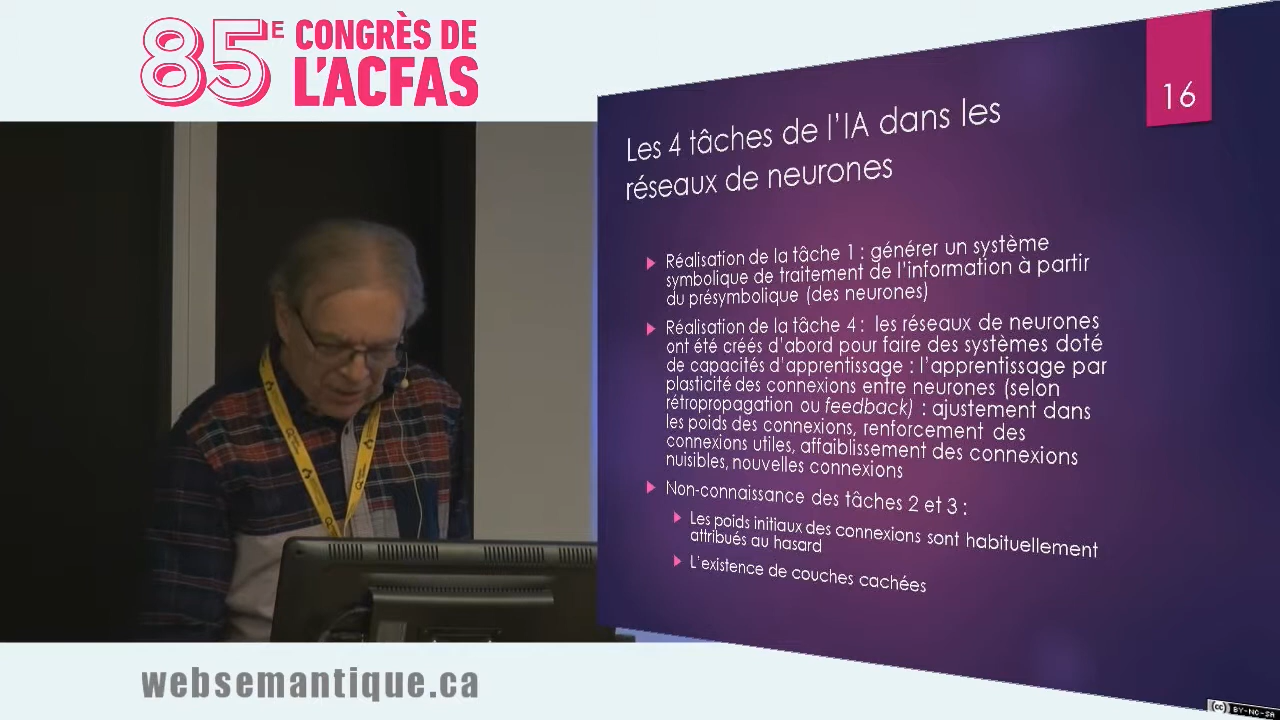 85E CONGRÈS DE
L'ACFAS
16
Les 4 tâches de l'IA dans les
réseaux de neurones
Réalisation de la tâche 1 : générer un système
symbolique de traitement de l'information à partir
du présymbolique (des neurones)
Réalisation de la tâche 4 : les réseaux de neurones
ont été créés d'abord pour faire des systèmes doté
de capacités d'apprentissage : l'apprentissage par
plasticité des connexions entre neurones (selon
rétropropagation ou feedback) : ajustement dans
les poids des connexions, renforcement des
connexions utiles, affaiblissement des connexions
nuisibles, nouvelles connexions
Non-connaissance des tâches 2 et 3 :
Les poids initiaux des connexions sont habituellement
attribués au hasard
L'existence de couches cachées
websemantique.ca
(cc) BY-NC-SA